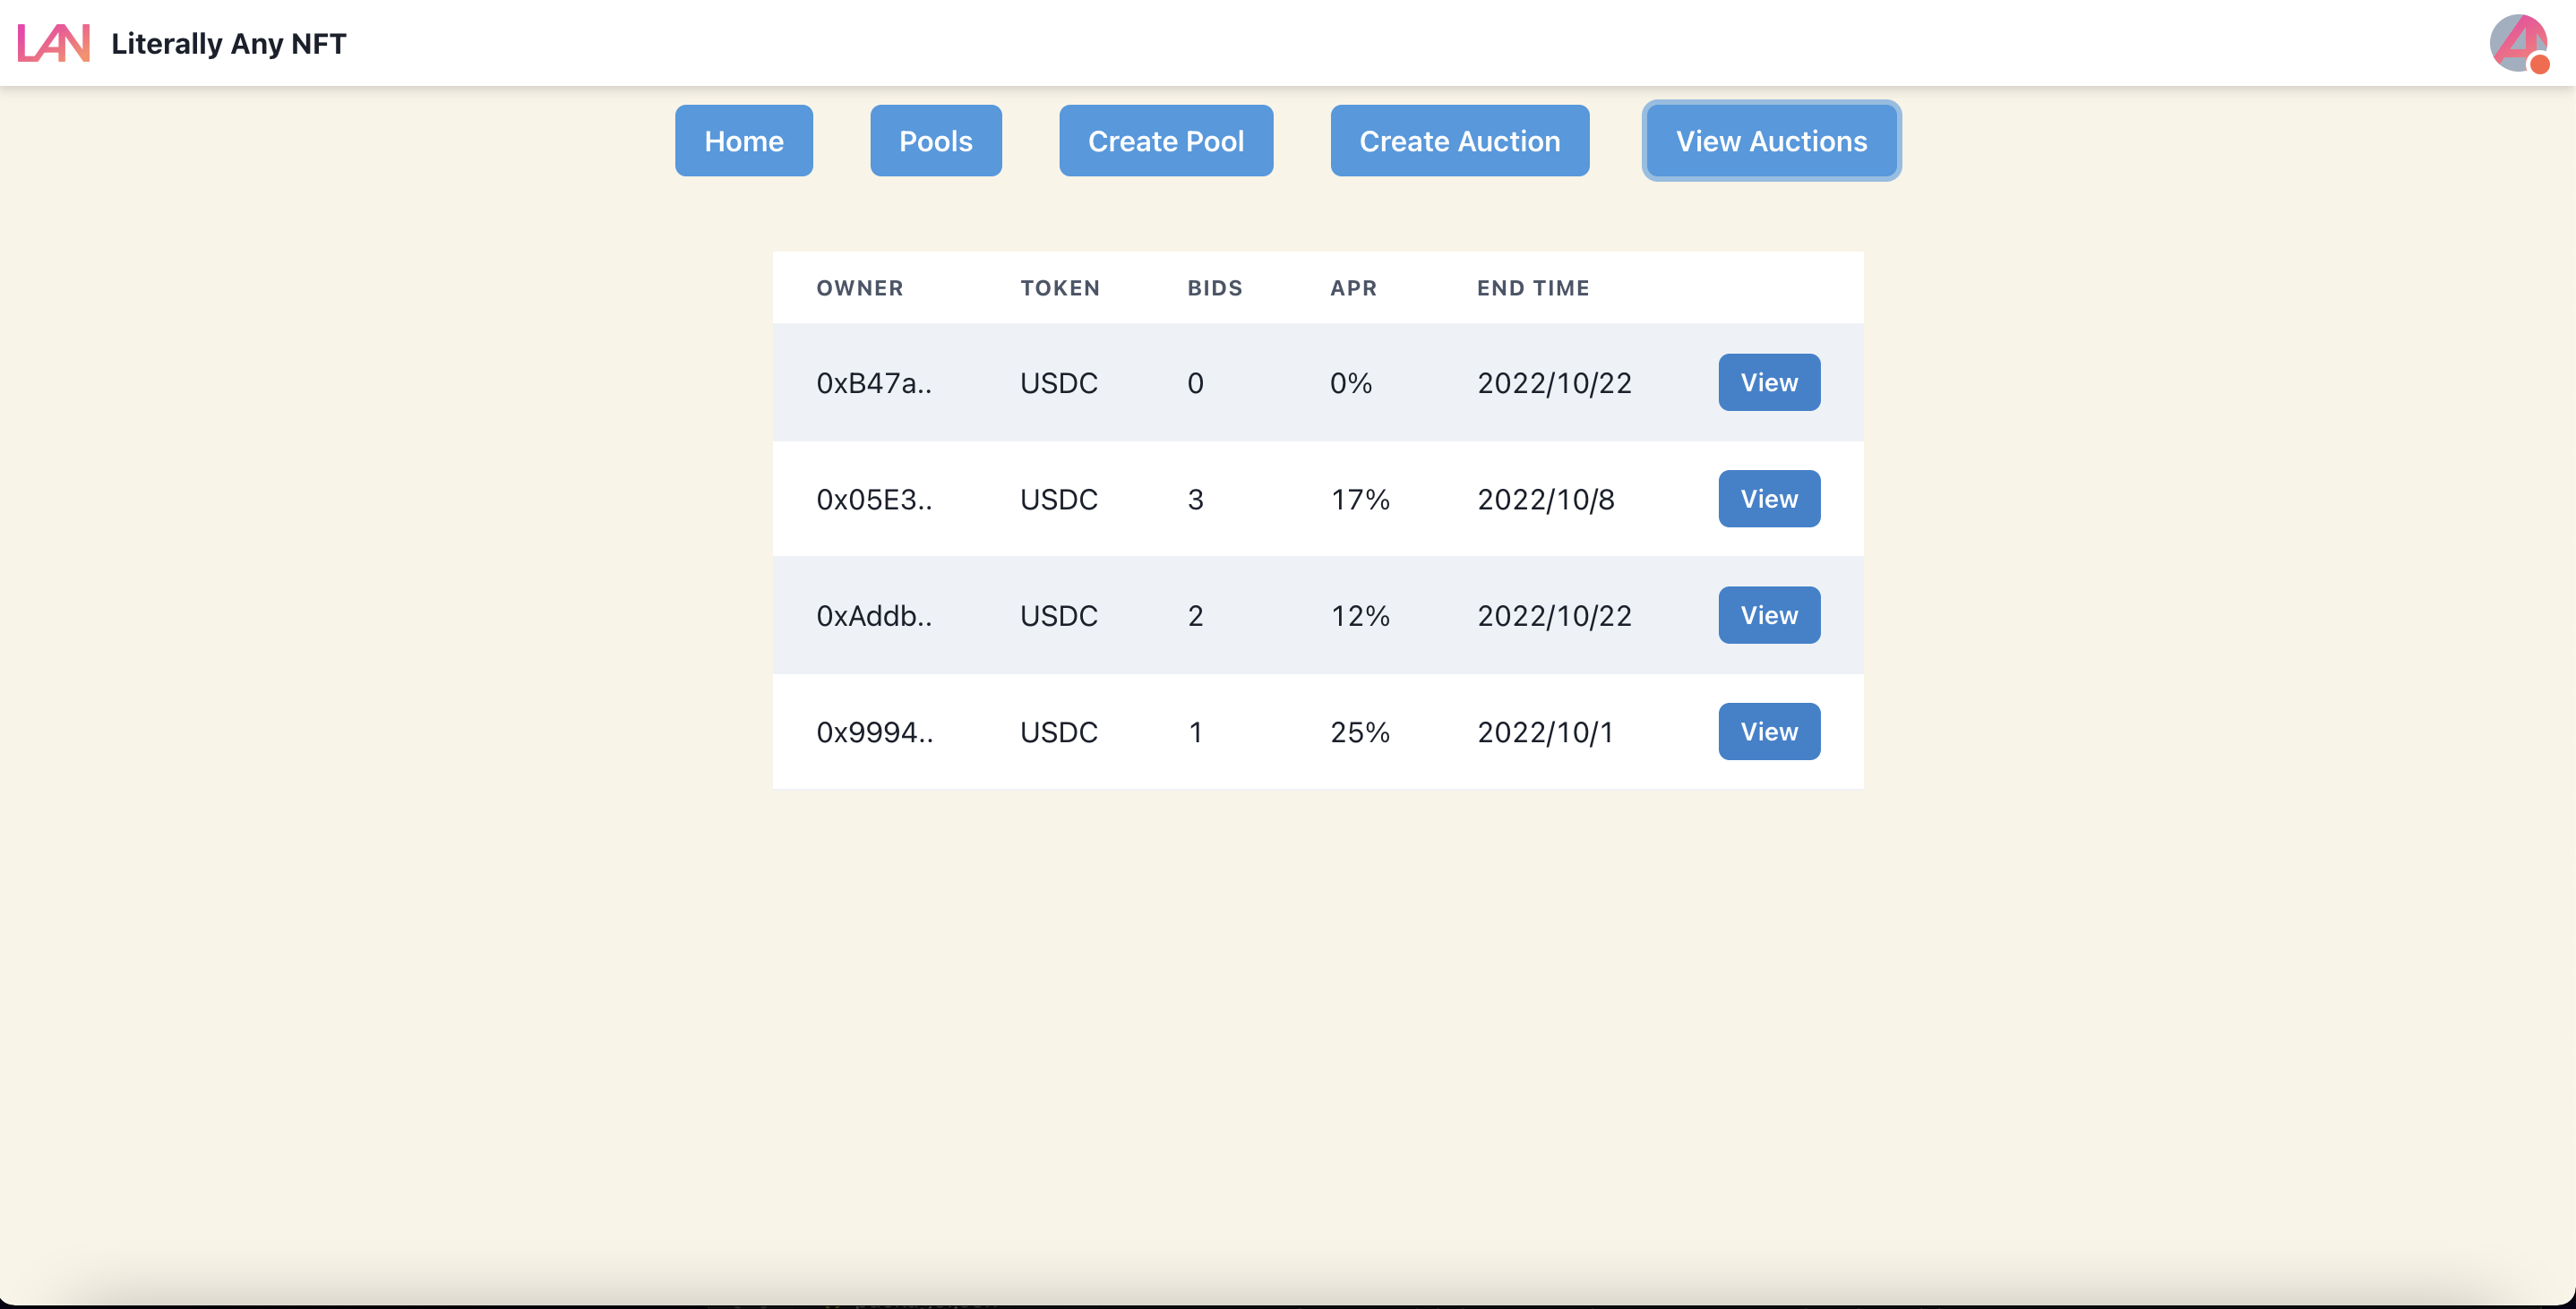 LAN Literally Any NFT
Home Pools Create Pool Create Auction View Auctions
OWNER TOKEN BIDS APR END TIME
0xB47a.. USDC 0 0% 2022/10/22 View
0x05E3.. USDC 3 17% 2022/10/8 View
0xAddb.. USDC 2 12% 2022/10/22 View
0x9994.. USDC 1 25% 2022/10/1 View